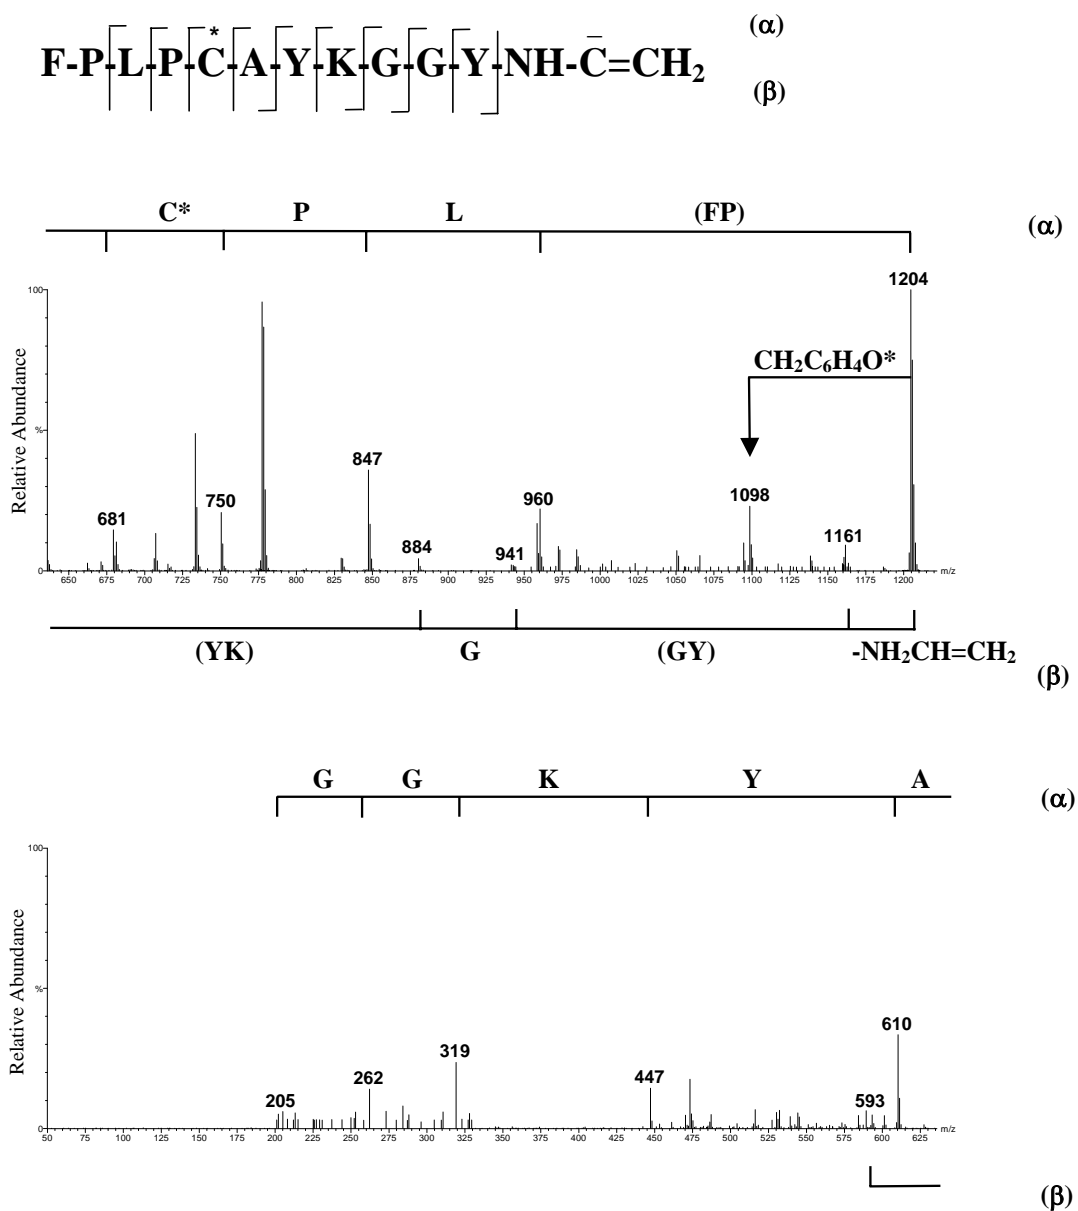 (α)
*
F-P-L-P-C-A-Y-K-G-G-Y-NH-C̅=CH₂
(β)
C* P L (FP)
(α)
100
1204
CH₂C₆H₄O*
Relative Abundance
%
847
750
960
1098
681
884
941
1161
650 675 700 725 750 775 800 825 850 875 900 925 950 975 1000 1025 1050 1075 1100 1125 1150 1175 1200 m/z
(YK) G (GY) -NH₂CH=CH₂
(β)
G G K Y A
(α)
100
Relative Abundance
%
610
319
262
447
205
593
50 75 100 125 150 175 200 225 250 275 300 325 350 375 400 425 450 475 500 525 550 575 600 625 m/z
(β)